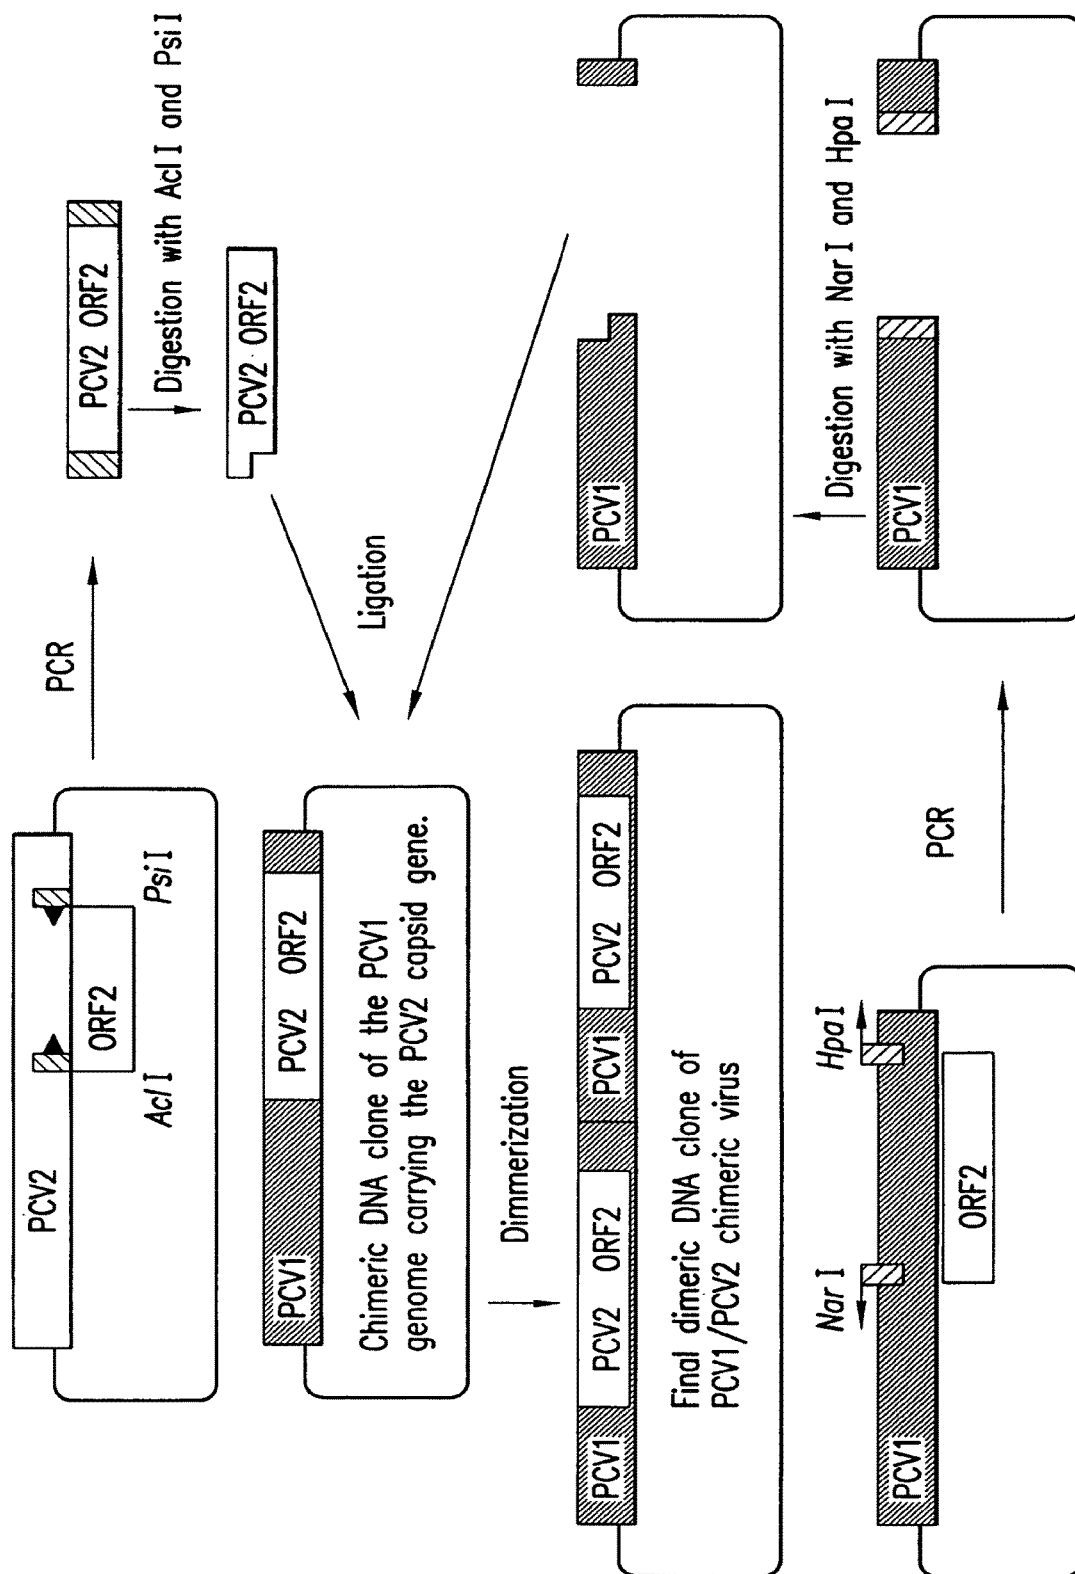 PCV2
ORF2
AclI
PsiI
PCR
PCV2 ORF2
Digestion with AclI and PsiI
PCV2 ORF2
Ligation
PCV1
PCV2 ORF2
Chimeric DNA clone of the PCV1
genome carrying the PCV2 capsid gene.
Dimmerization
PCV1
PCV2 ORF2
PCV1
PCV2 ORF2
Final dimeric DNA clone of
PCV1/PCV2 chimeric virus
PCV1
Digestion with NarI and HpaI
PCV1
NarI
HpaI
PCV1
ORF2
PCR